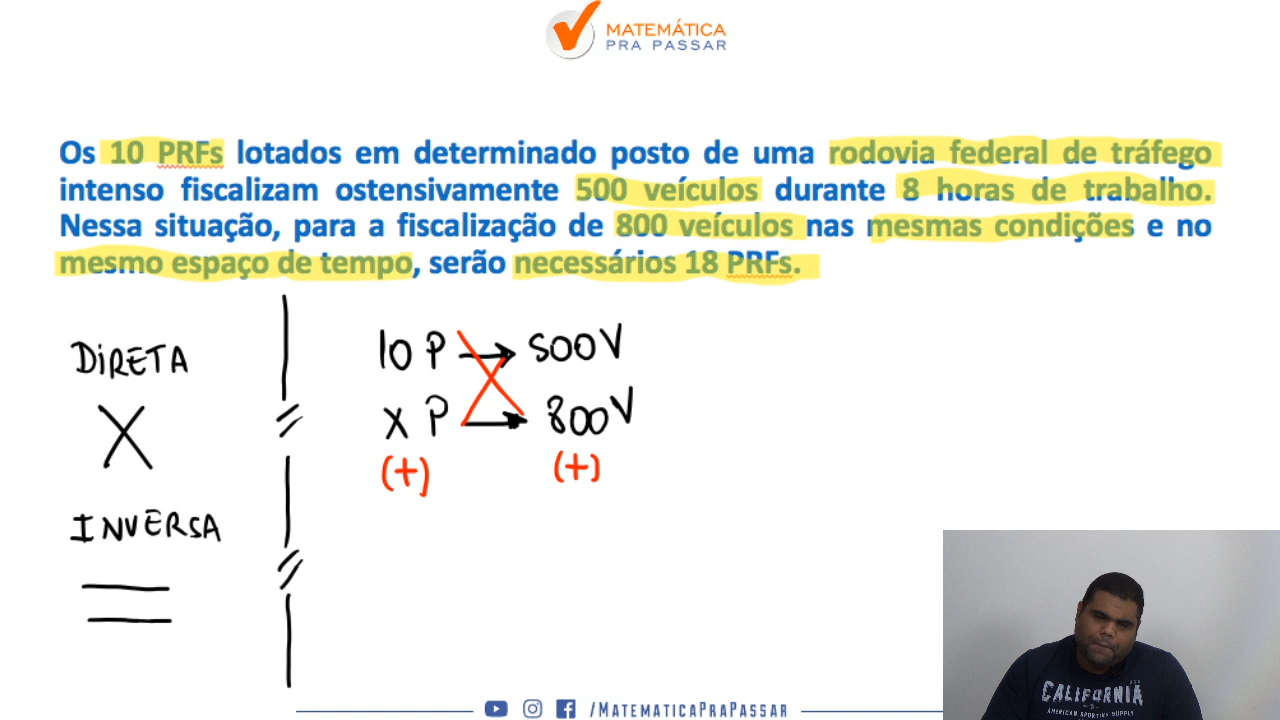 MATEMÁTICA
PRA PASSAR
Os 10 PRFs lotados em determinado posto de uma rodovia federal de tráfego
intenso fiscalizam ostensivamente 500 veículos durante 8 horas de trabalho.
Nessa situação, para a fiscalização de 800 veículos nas mesmas condições e no
mesmo espaço de tempo, serão necessários 18 PRFs.
DIRETA
X
INVERSA
=
10 P → 500 V
X P → 800 V
(+) (+)
CALIFORNIA
AMERICAN SPORTING SUPPLY
/MATEMATICAPRAPASSAR